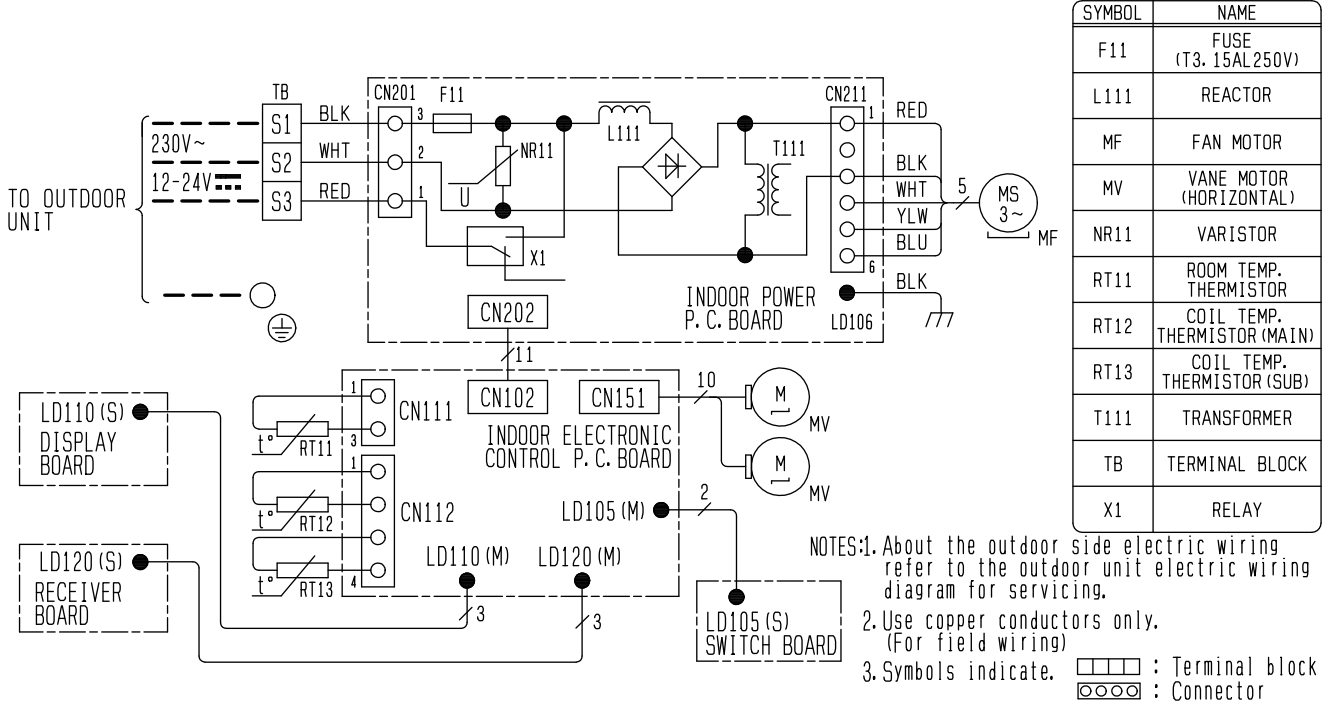 SYMBOL NAME
F11 FUSE
(T3.15AL250V)
L111 REACTOR
MF FAN MOTOR
MV VANE MOTOR
(HORIZONTAL)
NR11 VARISTOR
RT11 ROOM TEMP.
THERMISTOR
RT12 COIL TEMP.
THERMISTOR(MAIN)
RT13 COIL TEMP.
THERMISTOR(SUB)
T111 TRANSFORMER
TB TERMINAL BLOCK
X1 RELAY
TO OUTDOOR
UNIT
230V~
12-24V
TB
S1
S2
S3
BLK
WHT
RED
CN201
3
2
1
F11
NR11
U
X1
L111
T111
CN211
1
6
RED
BLK
WHT
YLW
BLU
BLK
5
MS
3~
MF
INDOOR POWER
P.C.BOARD
LD106
CN202
11
CN102
CN151
10
M
MV
M
MV
INDOOR ELECTRONIC
CONTROL P.C.BOARD
1
CN111
3
t°
RT11
1
CN112
4
t°
RT12
t°
RT13
LD110(S)
DISPLAY
BOARD
LD120(S)
RECEIVER
BOARD
LD110(M)
3
LD120(M)
3
LD105(M)
2
LD105(S)
SWITCH BOARD
NOTES:1.About the outdoor side electric wiring
refer to the outdoor unit electric wiring
diagram for servicing.
2.Use copper conductors only.
(For field wiring)
3.Symbols indicate.
: Terminal block
: Connector